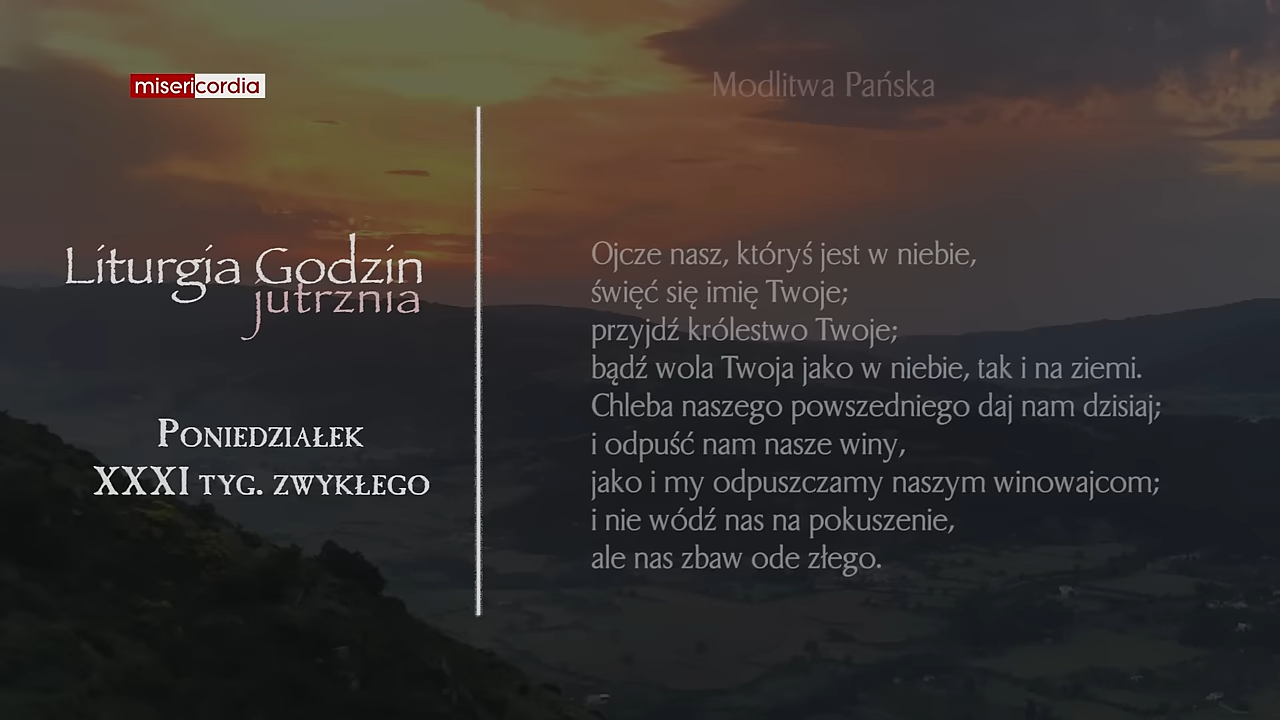 misericordia
Liturgia Godzin
jutrznia
Poniedziałek
XXXI tyg. zwykłego
Modlitwa Pańska
Ojcze nasz, któryś jest w niebie,
święć się imię Twoje;
przyjdź królestwo Twoje;
bądź wola Twoja jako w niebie, tak i na ziemi.
Chleba naszego powszedniego daj nam dzisiaj;
i odpuść nam nasze winy,
jako i my odpuszczamy naszym winowajcom;
i nie wódź nas na pokuszenie,
ale nas zbaw ode złego.